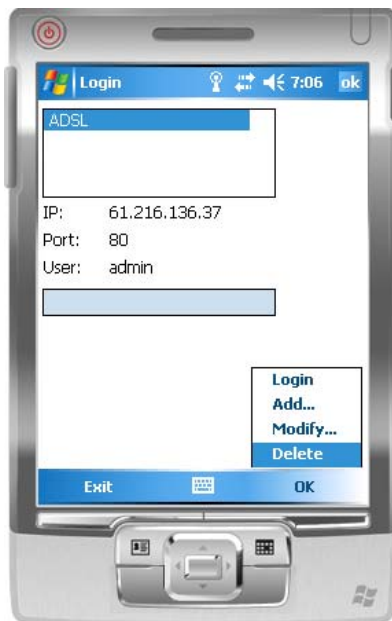 Login 7:06 ok
ADSL
IP: 61.216.136.37
Port: 80
User: admin
Login
Add...
Modify...
Delete
Exit OK